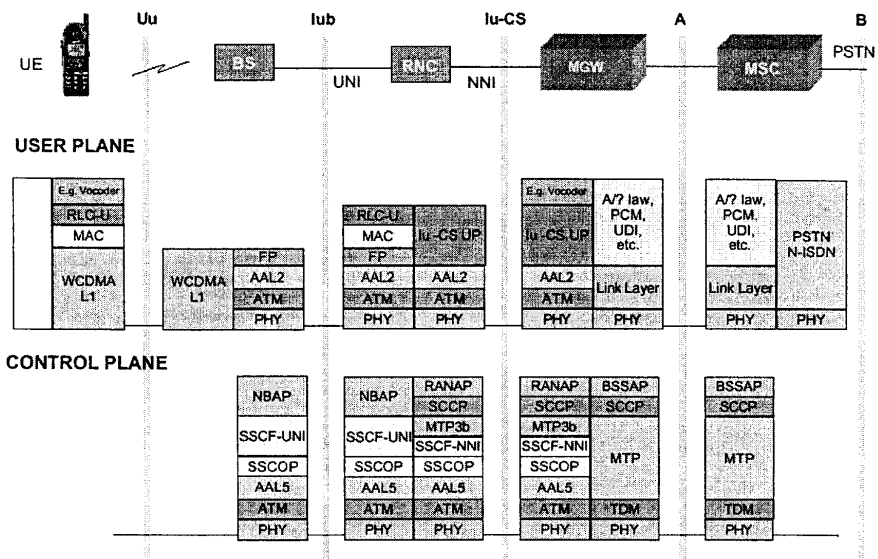 Uu Iub Iu-CS A B
UE BS RNC MGW MSC PSTN
UNI NNI
USER PLANE
E.g. Vocoder
RLC-U
MAC
WCDMA
L1
WCDMA
L1
FP
AAL2
ATM
PHY
RLC-U
MAC
FP
AAL2
ATM
PHY
Iu-CS UP
AAL2
ATM
PHY
E.g. Vocoder
Iu-CS UP
AAL2
ATM
PHY
A/? law,
PCM,
UDI,
etc.
Link Layer
PHY
A/? law,
PCM,
UDI,
etc.
Link Layer
PHY
PSTN
N-ISDN
PHY
CONTROL PLANE
NBAP
SSCF-UNI
SSCOP
AAL5
ATM
PHY
NBAP
SSCF-UNI
SSCOP
AAL5
ATM
PHY
RANAP
SCCP
MTP3b
SSCF-NNI
SSCOP
AAL5
ATM
PHY
RANAP
SCCP
MTP3b
SSCF-NNI
SSCOP
AAL5
ATM
PHY
BSSAP
SCCP
MTP
TDM
PHY
BSSAP
SCCP
MTP
TDM
PHY